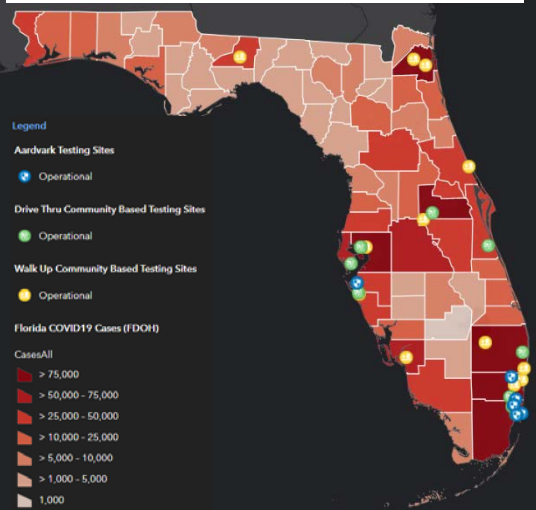 Legend
Aardvark Testing Sites
Operational
Drive Thru Community Based Testing Sites
Operational
Walk Up Community Based Testing Sites
Operational
Florida COVID19 Cases (FDOH)
CasesAll
> 75,000
> 50,000 - 75,000
> 25,000 - 50,000
> 10,000 - 25,000
> 5,000 - 10,000
> 1,000 - 5,000
1,000